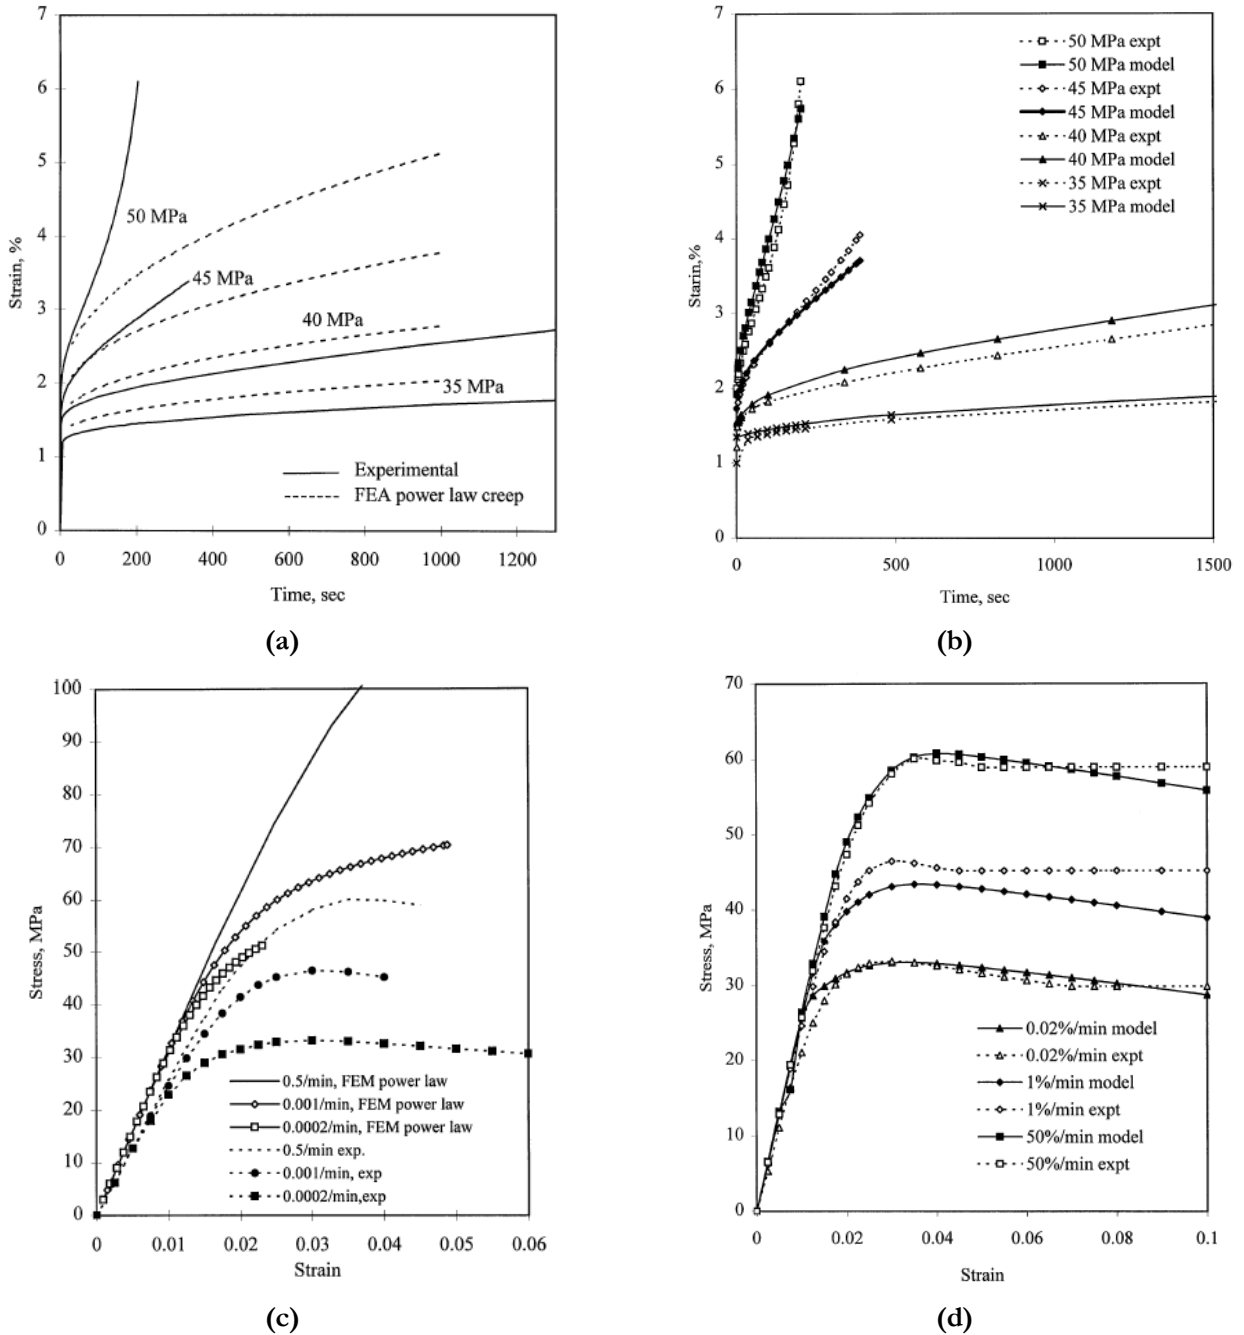 7
6
5
4
3
2
1
0
Strain, %
50 MPa
45 MPa
40 MPa
35 MPa
Experimental
FEA power law creep
0 200 400 600 800 1000 1200
Time, sec
(a)
7
6
5
4
3
2
1
0
Starin,%
50 MPa expt
50 MPa model
45 MPa expt
45 MPa model
40 MPa expt
40 MPa model
35 MPa expt
35 MPa model
0 500 1000 1500
Time, sec
(b)
100
90
80
70
60
50
40
30
20
10
0
Stress, MPa
0.5/min, FEM power law
0.001/min, FEM power law
0.0002/min, FEM power law
0.5/min exp.
0.001/min, exp
0.0002/min,exp
0 0.01 0.02 0.03 0.04 0.05 0.06
Strain
(c)
70
60
50
40
30
20
10
0
Stress, MPa
0.02%/min model
0.02%/min expt
1%/min model
1%/min expt
50%/min model
50%/min expt
0 0.02 0.04 0.06 0.08 0.1
Strain
(d)